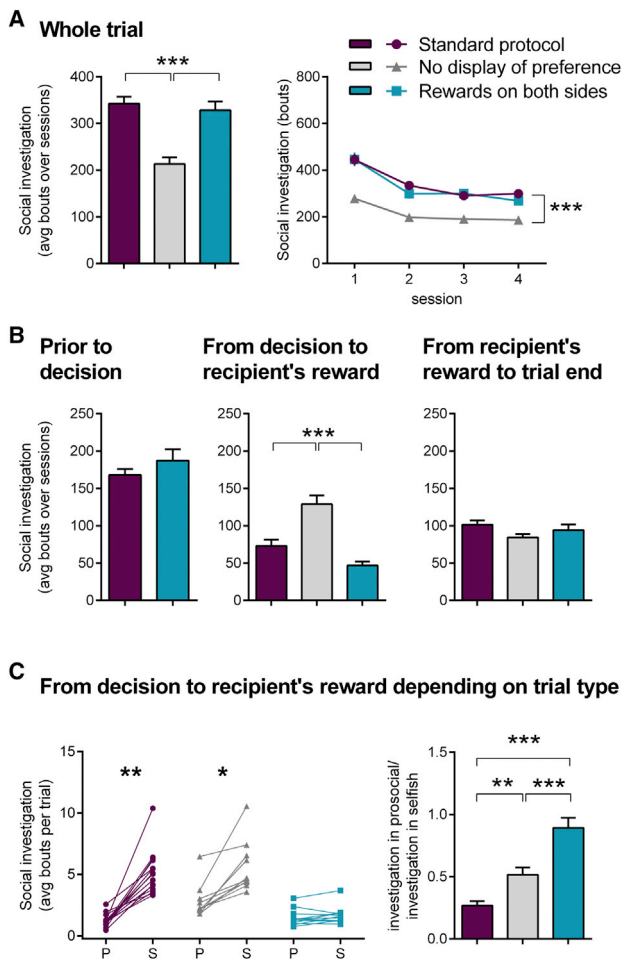 A
Whole trial
Standard protocol
No display of preference
Rewards on both sides
Social investigation
(avg bouts over sessions)
400
300
200
100
0
***
Social investigation (bouts)
800
600
400
200
0
***
1 2 3 4
session
B
Prior to
decision
From decision to
recipient's reward
From recipient's
reward to trial end
Social investigation
(avg bouts over sessions)
250
200
150
100
50
0
250
200
150
100
50
0
***
250
200
150
100
50
0
C
From decision to recipient's reward depending on trial type
Social investigation
(avg bouts per trial)
15
10
5
0
**
*
P S P S P S
investigation in prosocial/
investigation in selfish
1.5
1.0
0.5
0.0
***
** ***